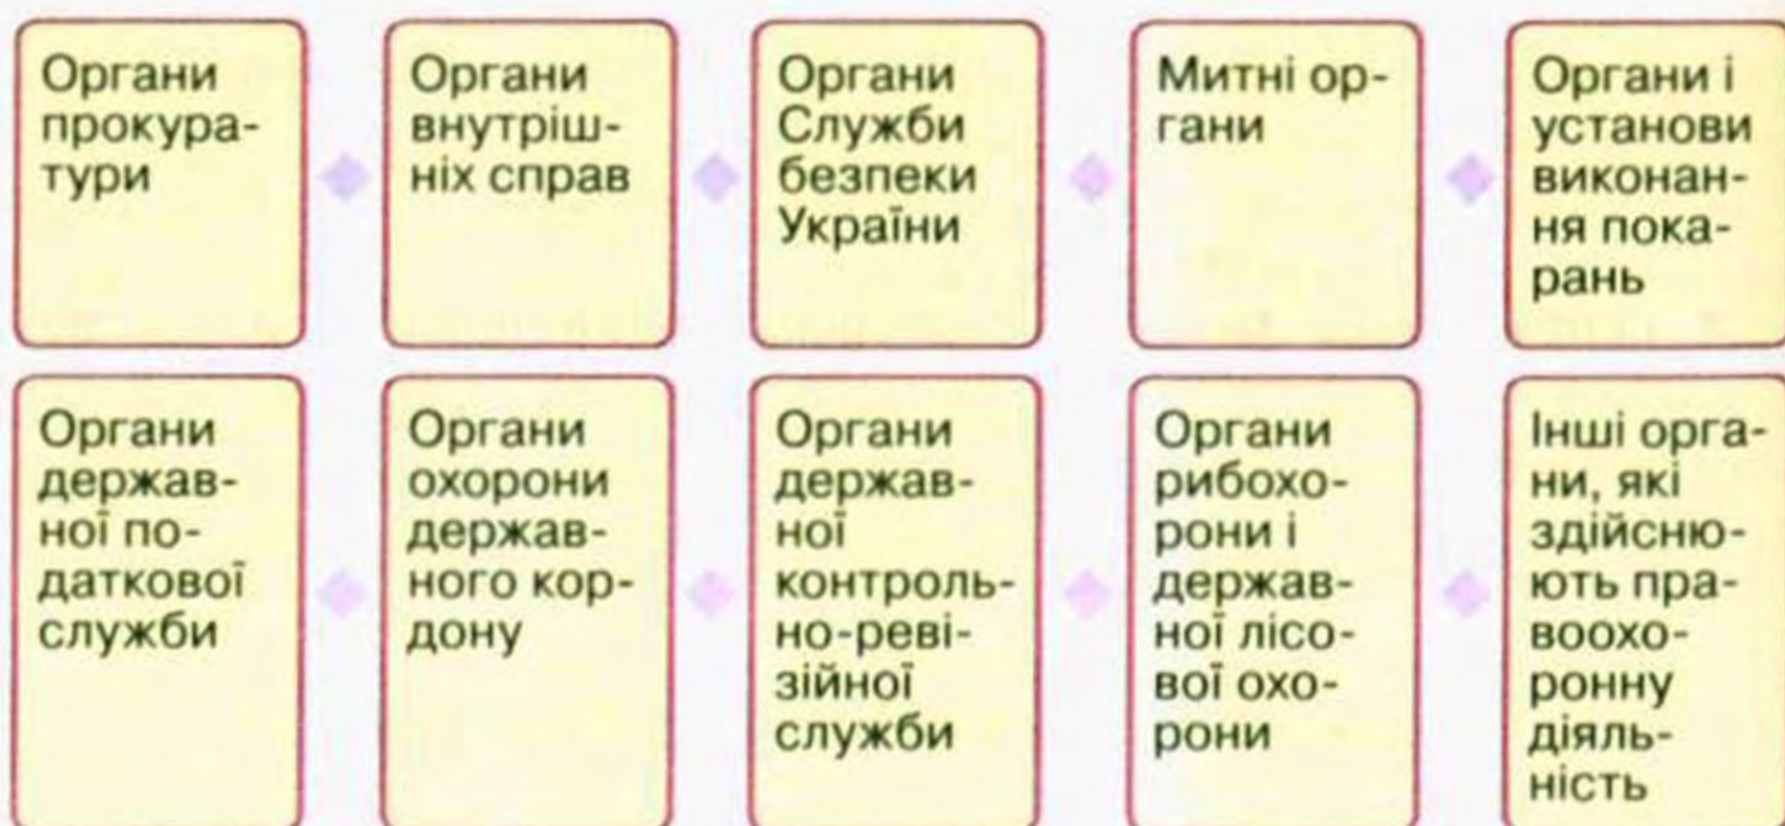 Органи
прокура-
тури
Органи
внутріш-
ніх справ
Органи
Служби
безпеки
України
Митні ор-
гани
Органи і
установи
виконан-
ня пока-
рань
Органи
держав-
ної по-
даткової
служби
Органи
охорони
держав-
ного кор-
дону
Органи
держав-
ної
контроль-
но-реві-
зійної
служби
Органи
рибохо-
рони і
держав-
ної лісо-
вої охо-
рони
Інші орга-
ни, які
здійсню-
ють пра-
воохо-
ронну
діяль-
ність